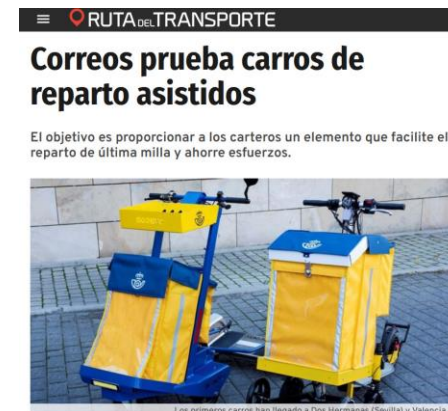 RUTA DEL TRANSPORTE
Correos prueba carros de
reparto asistidos
El objetivo es proporcionar a los carteros un elemento que facilite el
reparto de última milla y ahorre esfuerzos.
Los primeros carros han llegado a Dos Hermanas (Sevilla) y Valencia